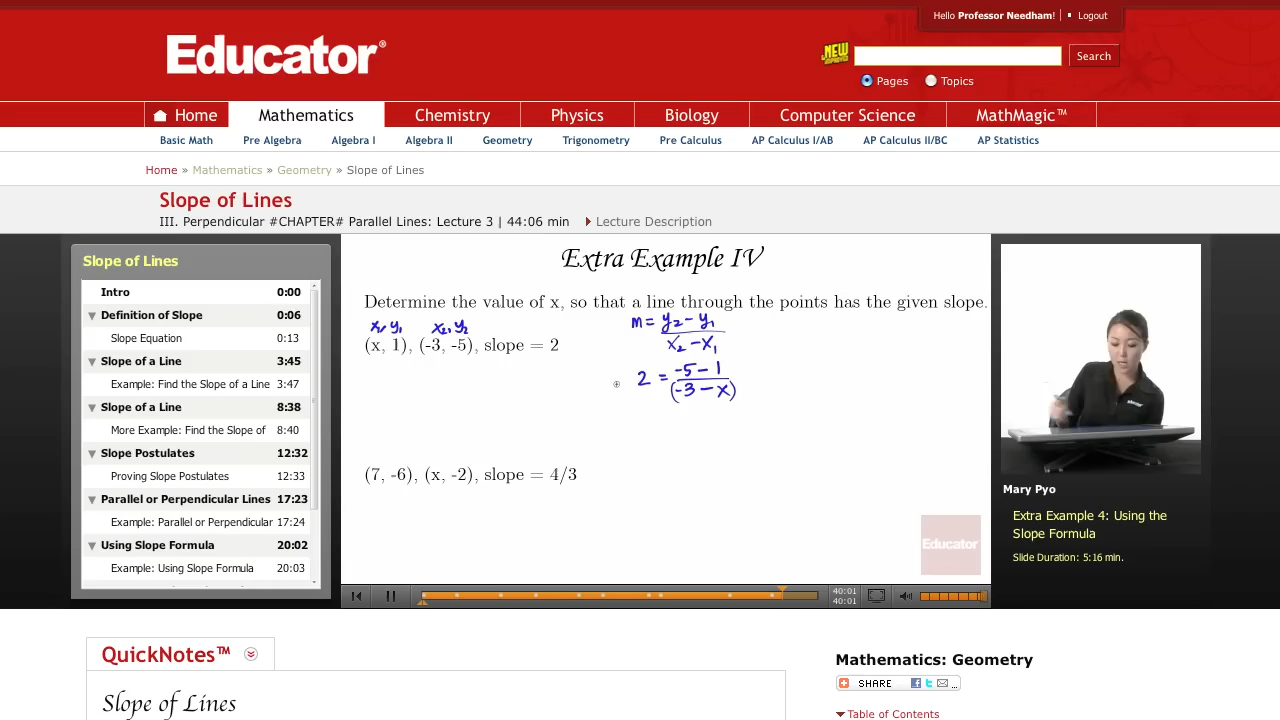 Hello Professor Needham! | ▪ Logout
Educator®
NEW
Search
Pages Topics
Home Mathematics Chemistry Physics Biology Computer Science MathMagic™
Basic Math Pre Algebra Algebra I Algebra II Geometry Trigonometry Pre Calculus AP Calculus I/AB AP Calculus II/BC AP Statistics
Home » Mathematics » Geometry » Slope of Lines
Slope of Lines
III. Perpendicular #CHAPTER# Parallel Lines: Lecture 3 | 44:06 min Lecture Description
Slope of Lines
Intro 0:00
Definition of Slope 0:06
Slope Equation 0:13
Slope of a Line 3:45
Example: Find the Slope of a Line 3:47
Slope of a Line 8:38
More Example: Find the Slope of 8:40
Slope Postulates 12:32
Proving Slope Postulates 12:33
Parallel or Perpendicular Lines 17:23
Example: Parallel or Perpendicular 17:24
Using Slope Formula 20:02
Example: Using Slope Formula 20:03
Extra Example IV
Determine the value of x, so that a line through the points has the given slope.
x₁, y₁ x₂, y₂
(x, 1), (-3, -5), slope = 2
m = y₂ − y₁
x₂ − x₁
2 = -5 − 1
(-3 − x)
(7, -6), (x, -2), slope = 4/3
Educator
40:01
40:01
Mary Pyo
Extra Example 4: Using the
Slope Formula
Slide Duration: 5:16 min.
QuickNotes™
Slope of Lines
Mathematics: Geometry
SHARE ...
Table of Contents